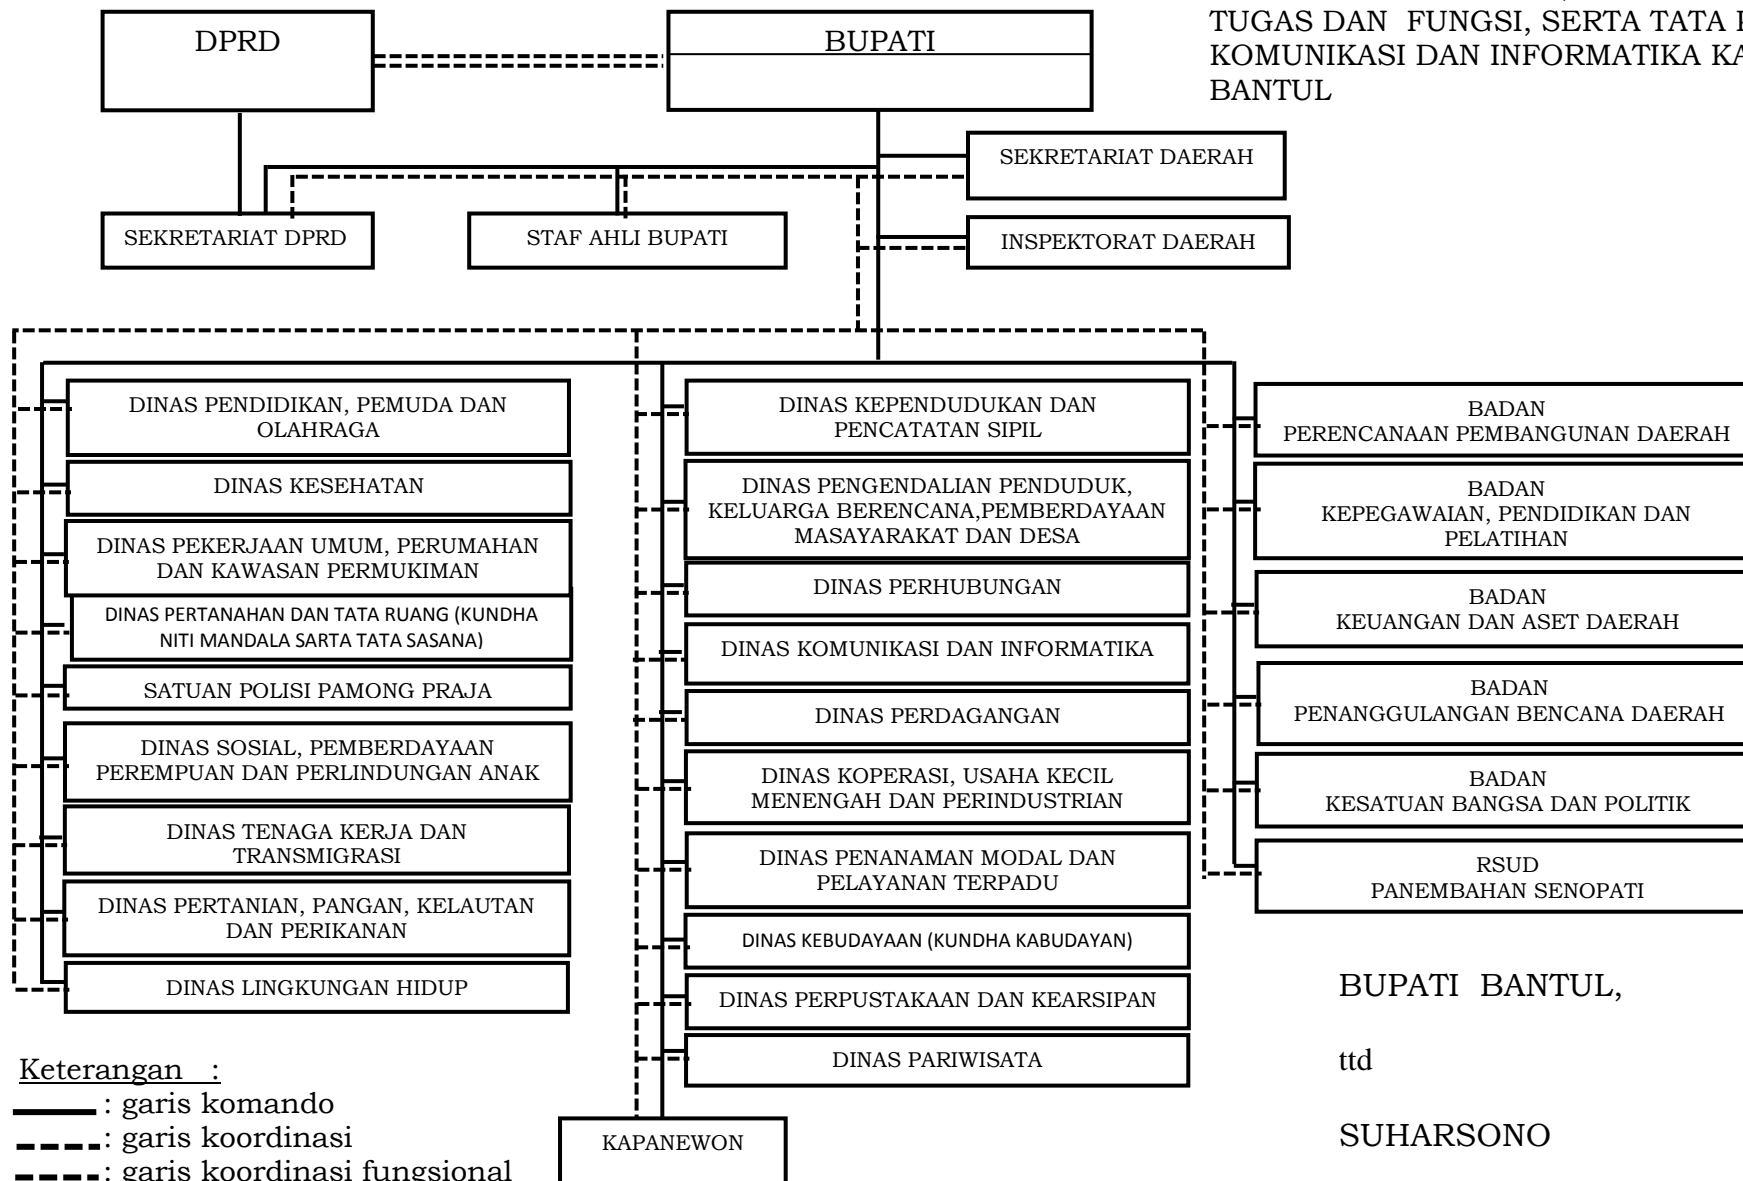 TUGAS DAN FUNGSI, SERTA TATA
KOMUNIKASI DAN INFORMATIKA
BANTUL
DPRD
BUPATI
SEKRETARIAT DAERAH
SEKRETARIAT DPRD
STAF AHLI BUPATI
INSPEKTORAT DAERAH
DINAS PENDIDIKAN, PEMUDA DAN
OLAHRAGA
DINAS KESEHATAN
DINAS PEKERJAAN UMUM, PERUMAHAN
DAN KAWASAN PERMUKIMAN
DINAS PERTANAHAN DAN TATA RUANG (KUNDHA
NITI MANDALA SARTA TATA SASANA)
SATUAN POLISI PAMONG PRAJA
DINAS SOSIAL, PEMBERDAYAAN
PEREMPUAN DAN PERLINDUNGAN ANAK
DINAS TENAGA KERJA DAN
TRANSMIGRASI
DINAS PERTANIAN, PANGAN, KELAUTAN
DAN PERIKANAN
DINAS LINGKUNGAN HIDUP
DINAS KEPENDUDUKAN DAN
PENCATATAN SIPIL
DINAS PENGENDALIAN PENDUDUK,
KELUARGA BERENCANA,PEMBERDAYAAN
MASAYARAKAT DAN DESA
DINAS PERHUBUNGAN
DINAS KOMUNIKASI DAN INFORMATIKA
DINAS PERDAGANGAN
DINAS KOPERASI, USAHA KECIL
MENENGAH DAN PERINDUSTRIAN
DINAS PENANAMAN MODAL DAN
PELAYANAN TERPADU
DINAS KEBUDAYAAN (KUNDHA KABUDAYAN)
DINAS PERPUSTAKAAN DAN KEARSIPAN
DINAS PARIWISATA
KAPANEWON
BADAN
PERENCANAAN PEMBANGUNAN DAERAH
BADAN
KEPEGAWAIAN, PENDIDIKAN DAN
PELATIHAN
BADAN
KEUANGAN DAN ASET DAERAH
BADAN
PENANGGULANGAN BENCANA DAERAH
BADAN
KESATUAN BANGSA DAN POLITIK
RSUD
PANEMBAHAN SENOPATI
BUPATI BANTUL,
ttd
SUHARSONO
Keterangan :
: garis komando
: garis koordinasi
: garis koordinasi fungsional